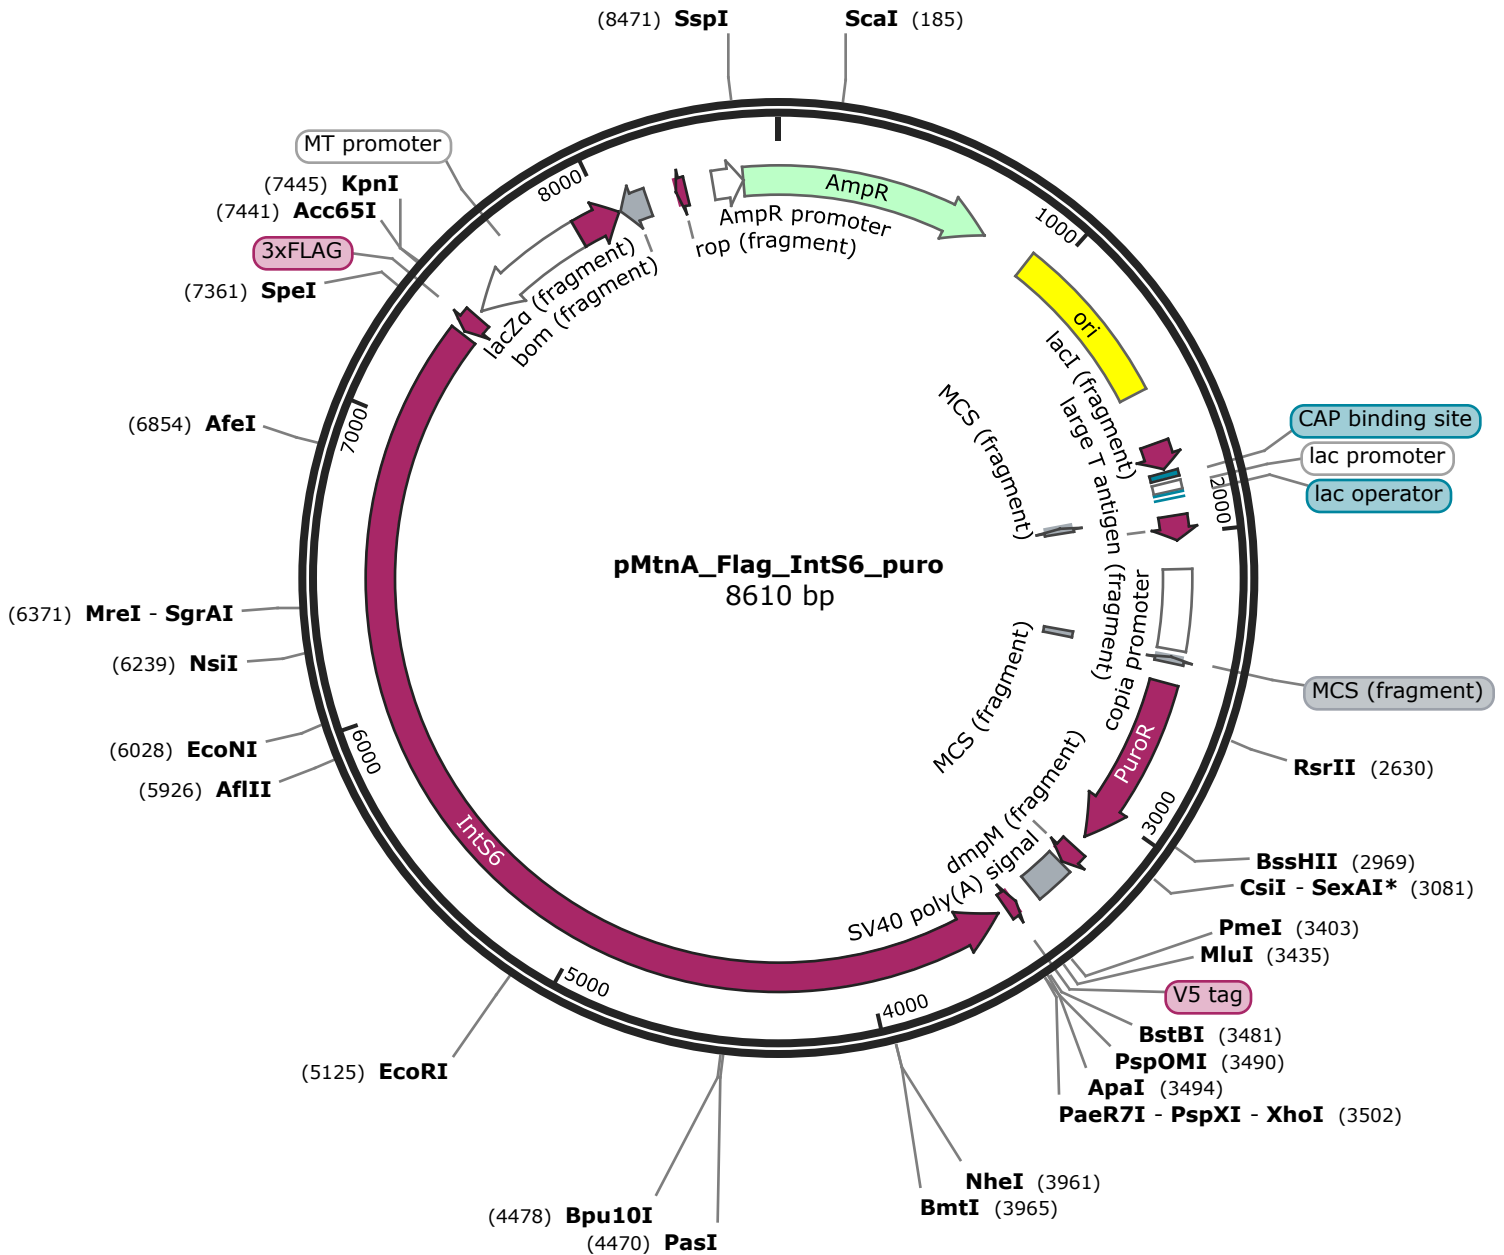 (8471) SspI
ScaI (185)
MT promoter
(7445) KpnI
(7441) Acc65I
3xFLAG
(7361) SpeI
8000
AmpR
AmpR promoter
rop (fragment)
lacZα (fragment)
bom (fragment)
1000
ori
lacI (fragment)
large T antigen (fragment)
MCS (fragment)
CAP binding site
lac promoter
lac operator
2000
(6854) AfeI
7000
pMtnA_Flag_IntS6_puro
8610 bp
copia promoter
(6371) MreI - SgrAI
(6239) NsiI
MCS (fragment)
MCS (fragment)
PuroR
RsrII (2630)
(6028) EcoNI
(5926) AflII
6000
3000
dmpM (fragment)
SV40 poly(A) signal
IntS6
BssHII (2969)
CsiI - SexAI* (3081)
PmeI (3403)
MluI (3435)
V5 tag
5000
4000
BstBI (3481)
PspOMI (3490)
ApaI (3494)
PaeR7I - PspXI - XhoI (3502)
(5125) EcoRI
NheI (3961)
BmtI (3965)
(4478) Bpu10I
(4470) PasI